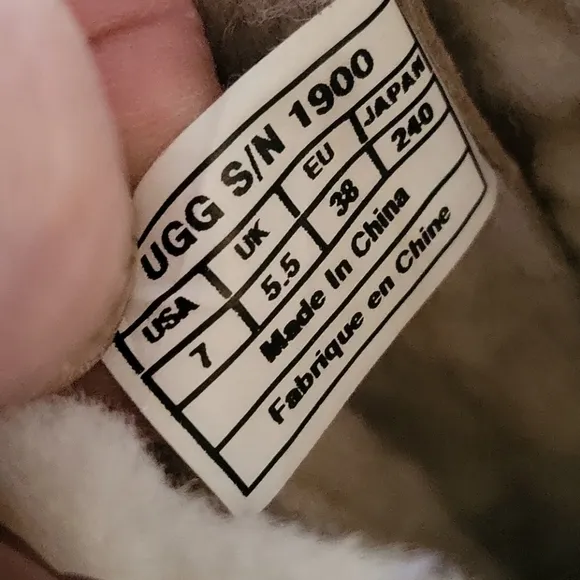 UGG S/N 1900
USA UK EU JAPAN
7 5.5 38 240
Made In China
Fabrique en Chine